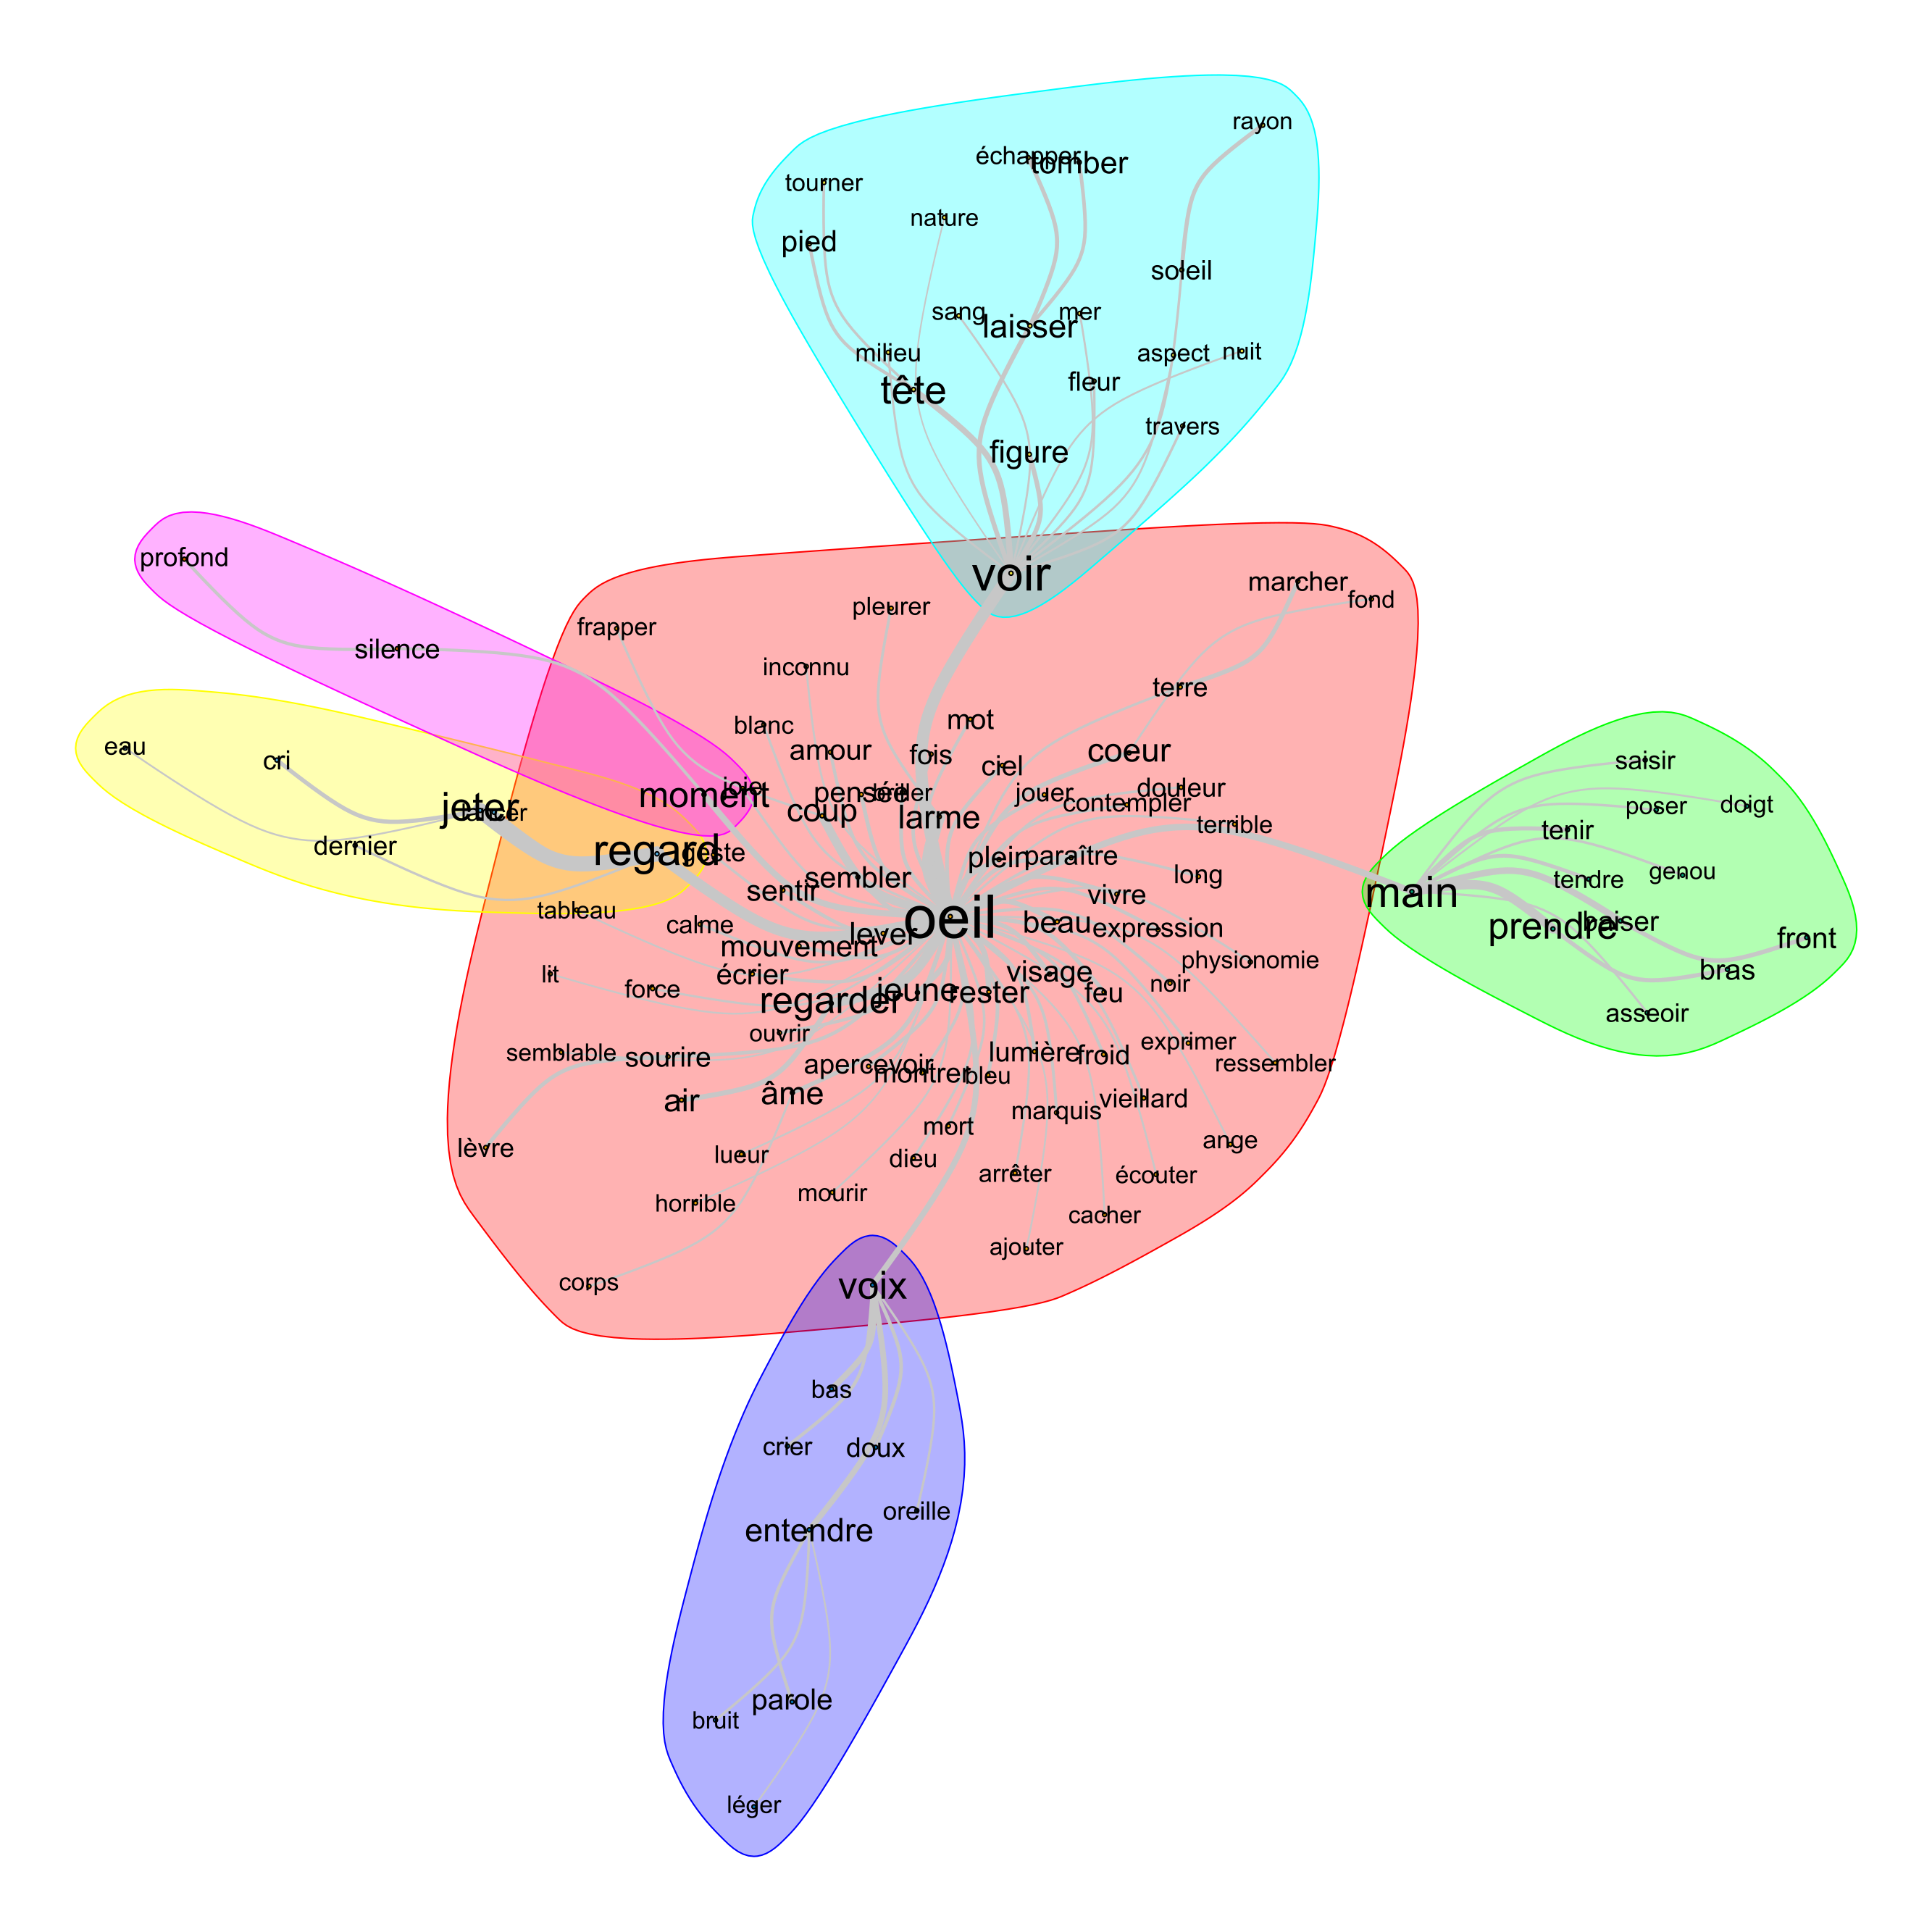 rayon
échapper
tomber
tourner
nature
pied
soleil
sang
mer
laisser
milieu
aspect
nuit
tête
fleur
travers
figure
profond
voir
marcher
fond
pleurer
frapper
silence
inconnu
terre
mot
blanc
eau
cri
amour
fois
coeur
saisir
ciel
joie
moment
pensée
briller
jouer
douleur
contempler
poser
doigt
jeter
lancer
coup
larme
terrible
tenir
dernier
regard
geste
plein
paraître
sembler
long
tendre
genou
sentir
vivre
main
tableau
calme
oeil
beau
expression
prendre
baiser
front
lever
mouvement
physionomie
lit
force
écrier
visage
noir
bras
regarder
jeune
rester
feu
asseoir
ouvrir
semblable
sourire
lumière
froid
exprimer
apercevoir
montrer
bleu
ressembler
air
âme
marquis
vieillard
mort
lèvre
lueur
dieu
ange
arrêter
écouter
horrible
mourir
cacher
ajouter
corps
voix
bas
crier
doux
oreille
entendre
parole
bruit
léger